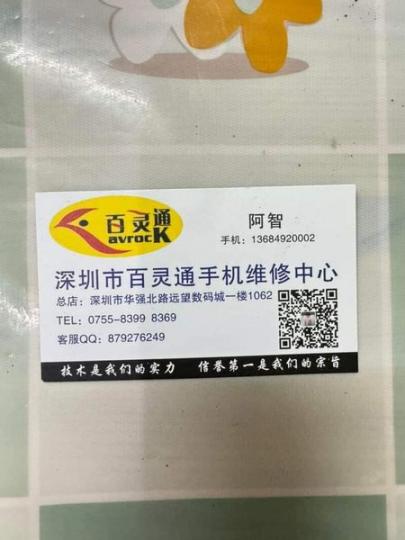 百灵通
avrocK
阿智
手机：13684920002
深圳市百灵通手机维修中心
总店：深圳市华强北路远望数码城一楼1062
TEL：0755-8399 8369
客服QQ：879276249
技术是我们的实力 信誉第一是我们的宗旨